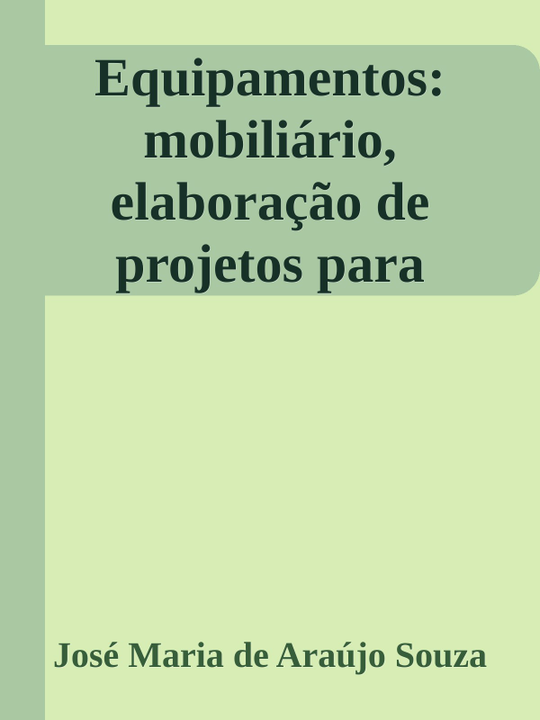 Equipamentos:
mobiliário,
elaboração de
projetos para
José Maria de Araújo Souza